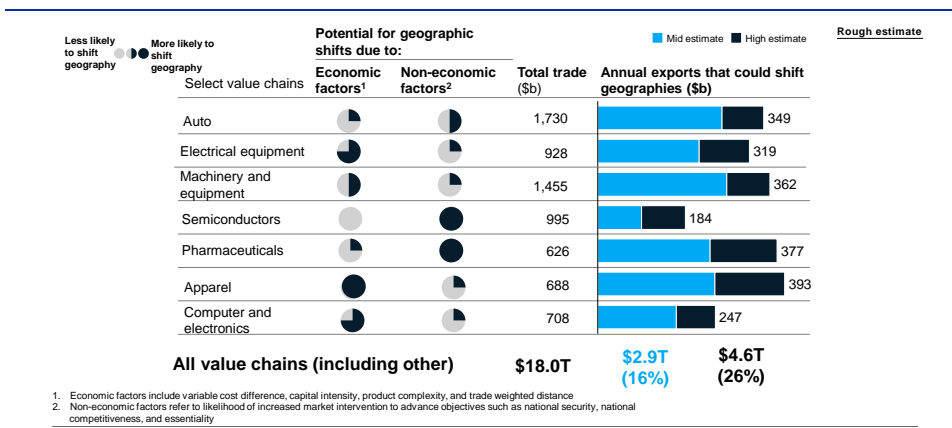 Less likely
to shift
geography
More likely to
shift
geography
Potential for geographic
shifts due to:
Mid estimate
High estimate
Rough estimate
Select value chains
Economic
factors1
Non-economic
factors2
Total trade
($b)
Annual exports that could shift
geographies ($b)
Auto
1,730
349
Electrical equipment
928
319
Machinery and
equipment
1,455
362
Semiconductors
995
184
Pharmaceuticals
626
377
Apparel
688
393
Computer and
electronics
708
247
All value chains (including other)
$18.0T
$2.9T
(16%)
$4.6T
(26%)
1. Economic factors include variable cost difference, capital intensity, product complexity, and trade weighted distance
2. Non-economic factors refer to likelihood of increased market intervention to advance objectives such as national security, national
competitiveness, and essentiality